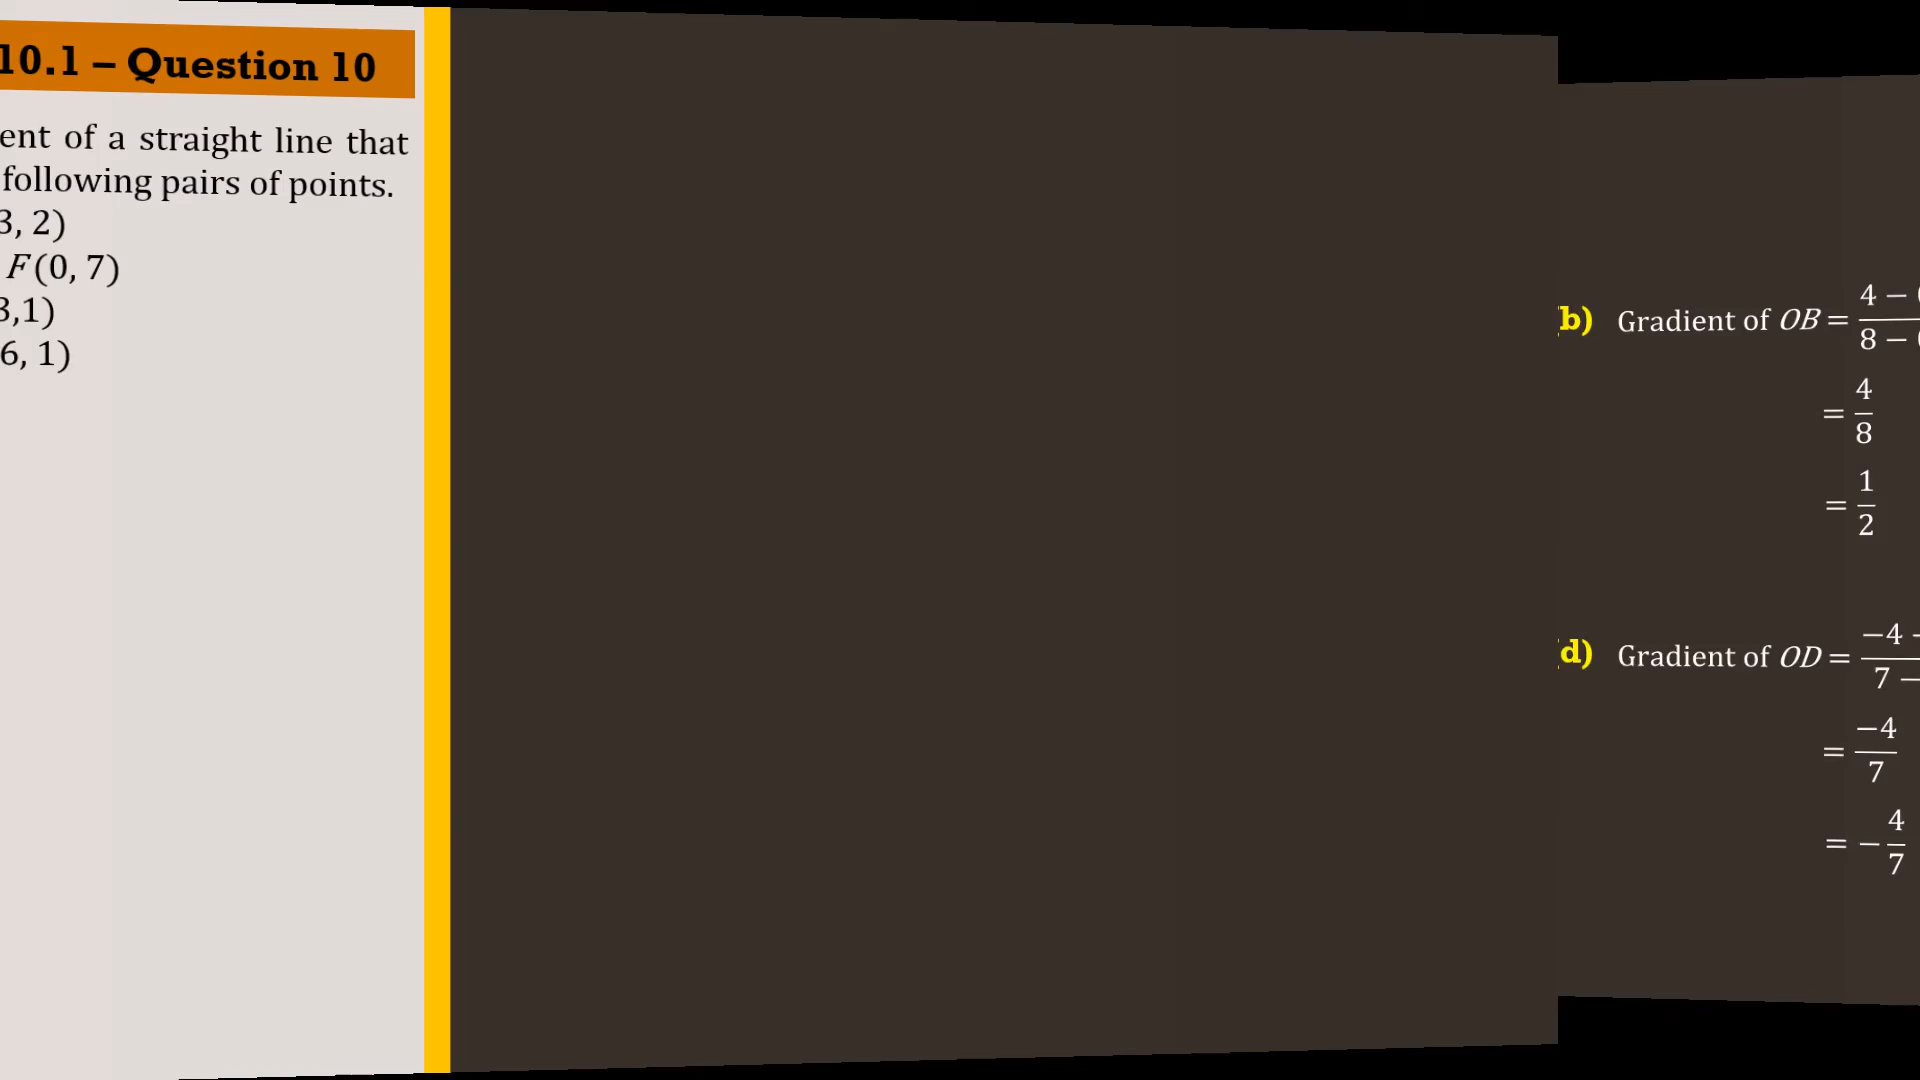 10.1 – Question 10
ent of a straight line that
following pairs of points.
3, 2)
F(0, 7)
3,1)
6, 1)
b) Gradient of OB = 4 − / 8 −
= 4/8
= 1/2
d) Gradient of OD = −4 − / 7 −
= −4/7
= −4/7